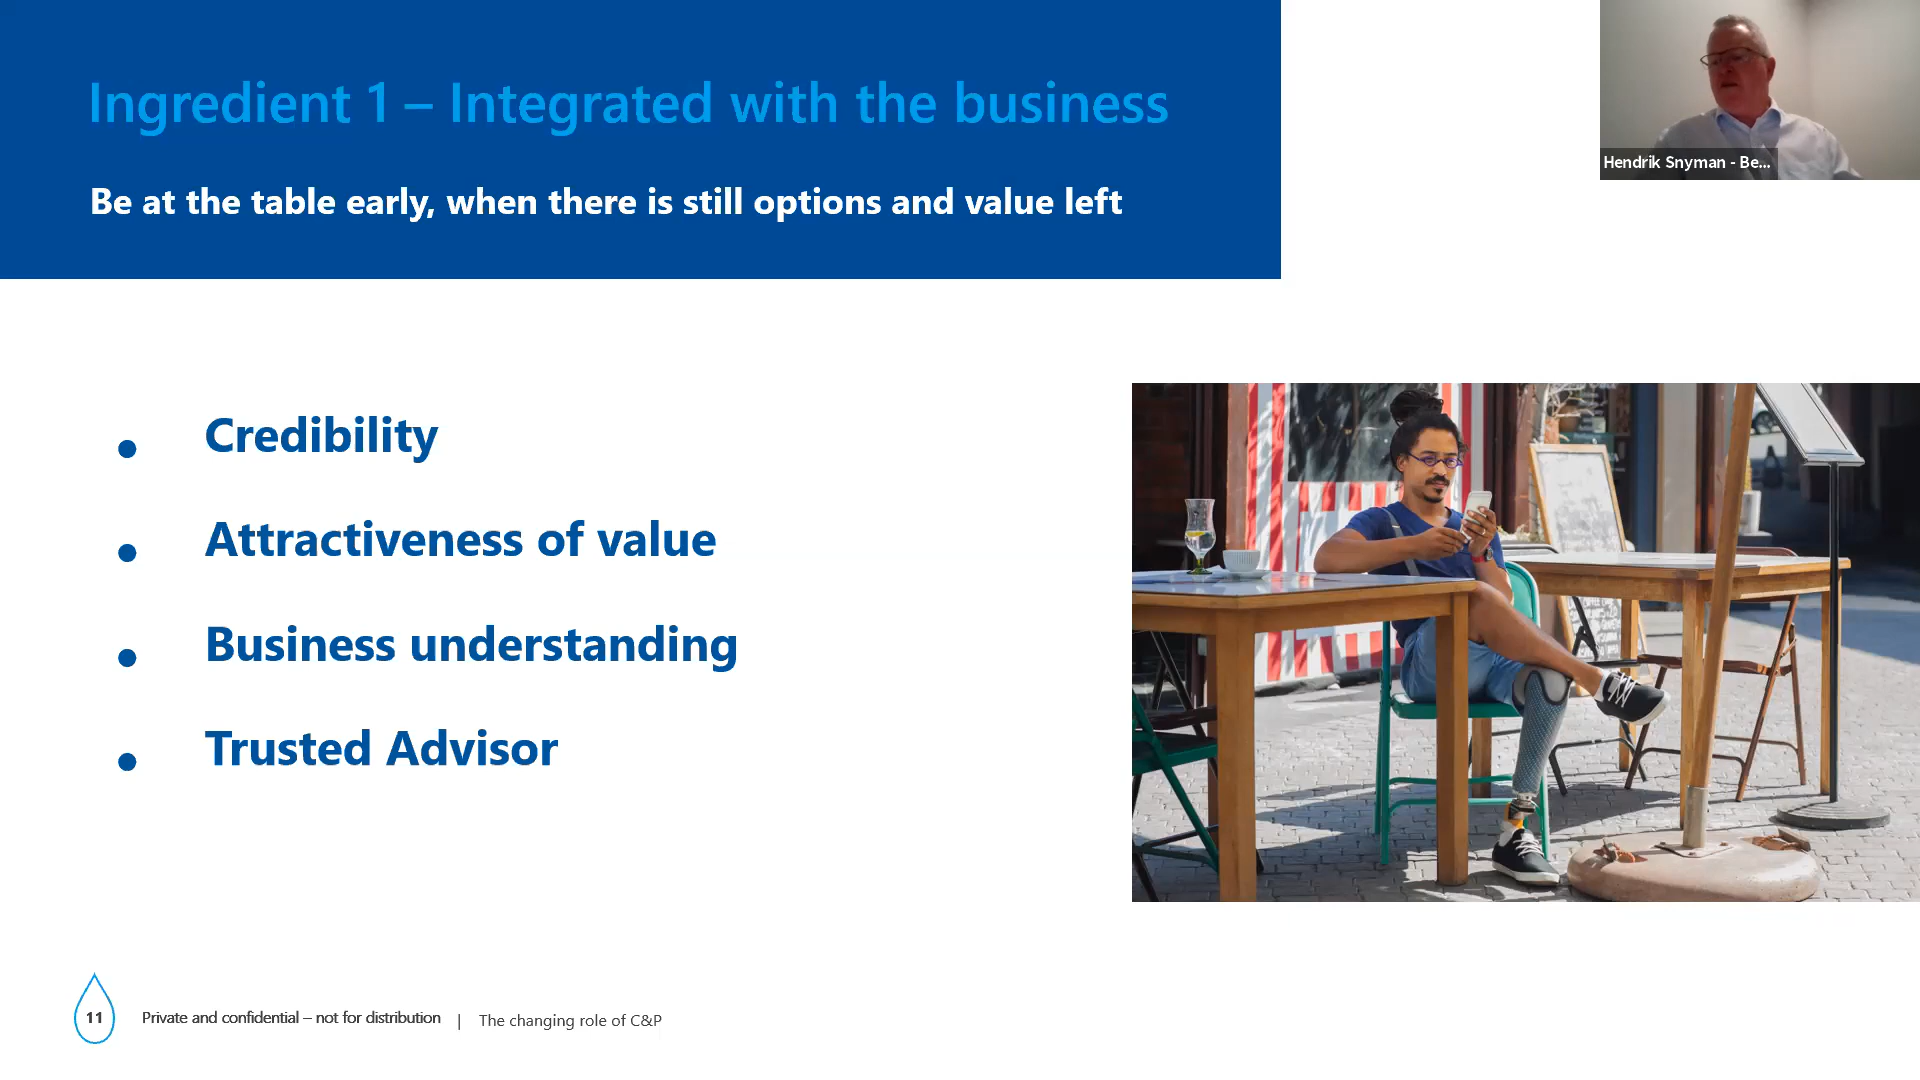 Ingredient 1 – Integrated with the business
Be at the table early, when there is still options and value left
Hendrik Snyman - Be...
• Credibility
• Attractiveness of value
• Business understanding
• Trusted Advisor
11 Private and confidential – not for distribution | The changing role of C&P